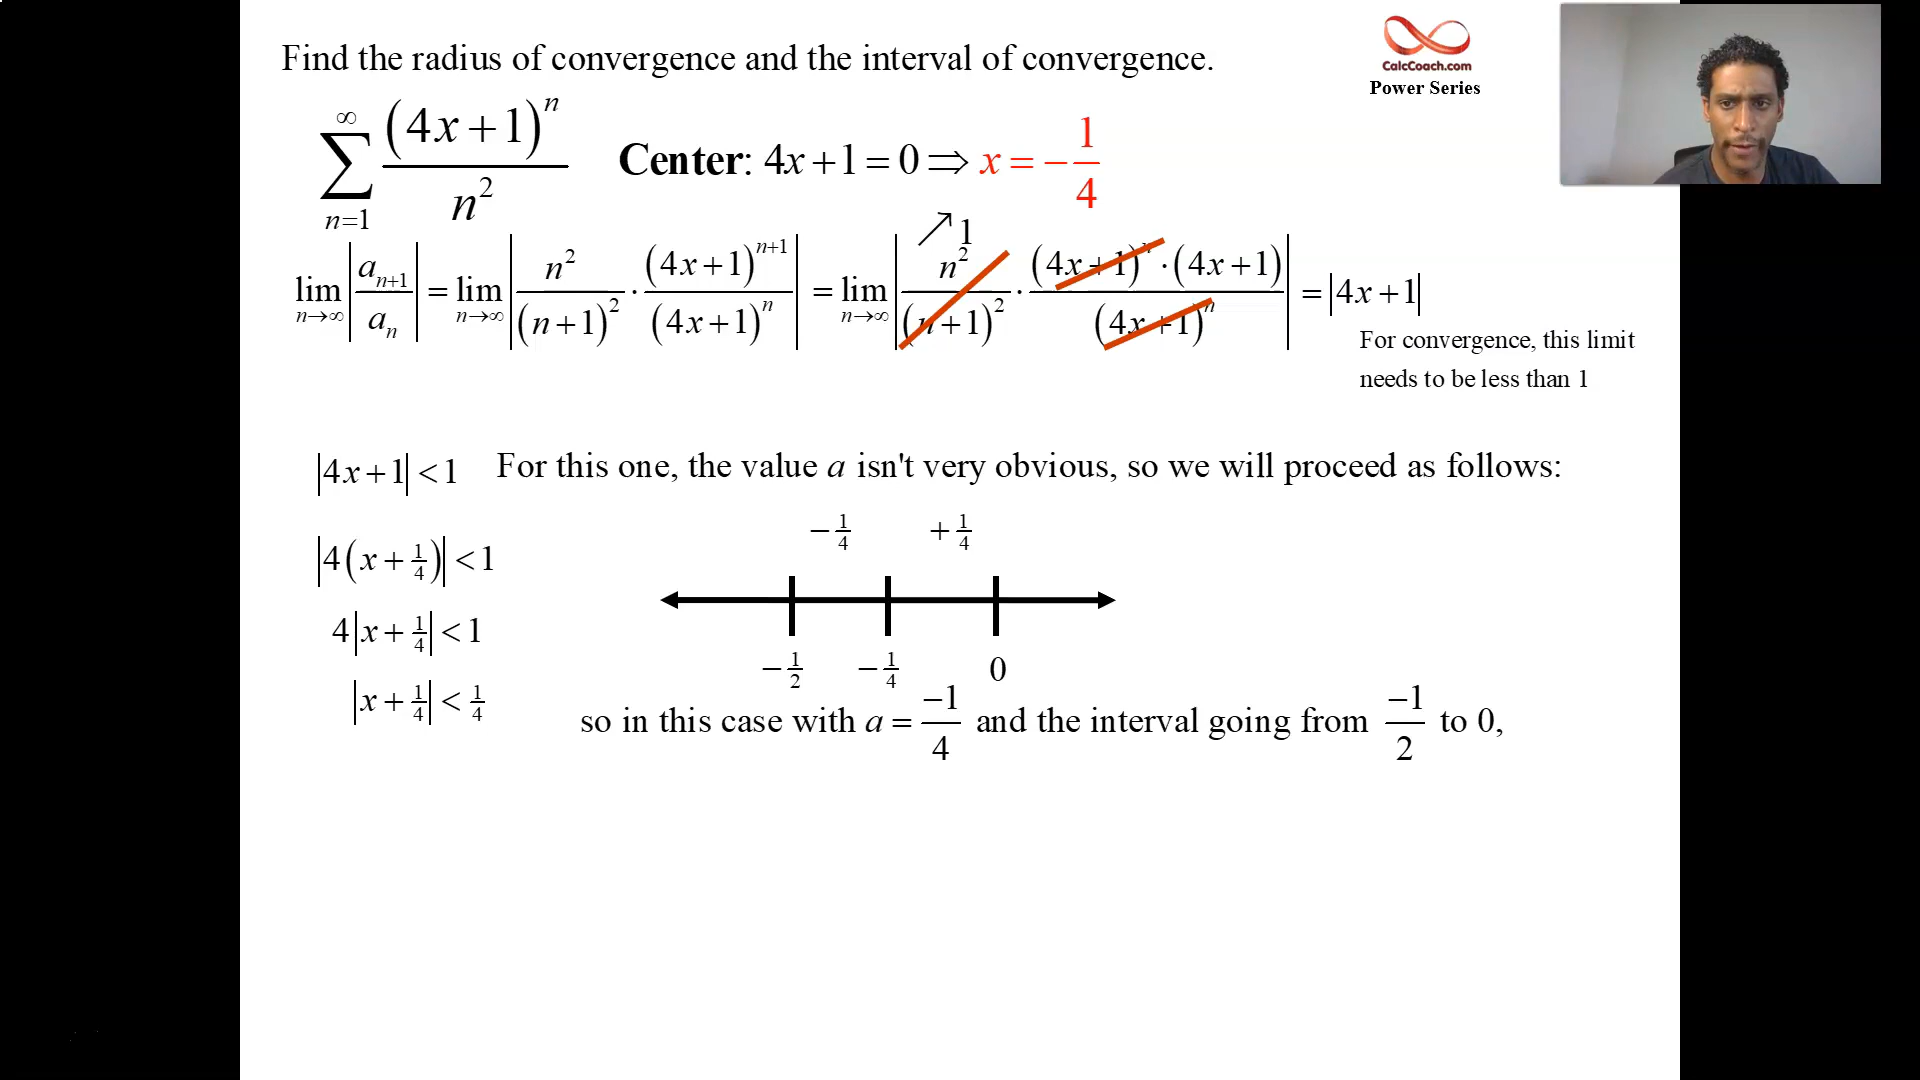 Find the radius of convergence and the interval of convergence.
CalcCoach.com
Power Series
∑_{n=1}^{∞} (4x+1)^n / n^2
Center: 4x+1=0 ⇒ x = −1/4
lim_{n→∞} |a_{n+1}/a_n| = lim_{n→∞} |n^2/(n+1)^2 · (4x+1)^{n+1}/(4x+1)^n| = lim_{n→∞} |n^2/(n+1)^2 ↗1 · (4x+1)^n·(4x+1)/(4x+1)^n| = |4x+1|
For convergence, this limit
needs to be less than 1
|4x+1| < 1 For this one, the value a isn't very obvious, so we will proceed as follows:
−1/4 +1/4
|4(x+1/4)| < 1
4|x+1/4| < 1
−1/2 −1/4 0
|x+1/4| < 1/4
so in this case with a = −1/4 and the interval going from −1/2 to 0,